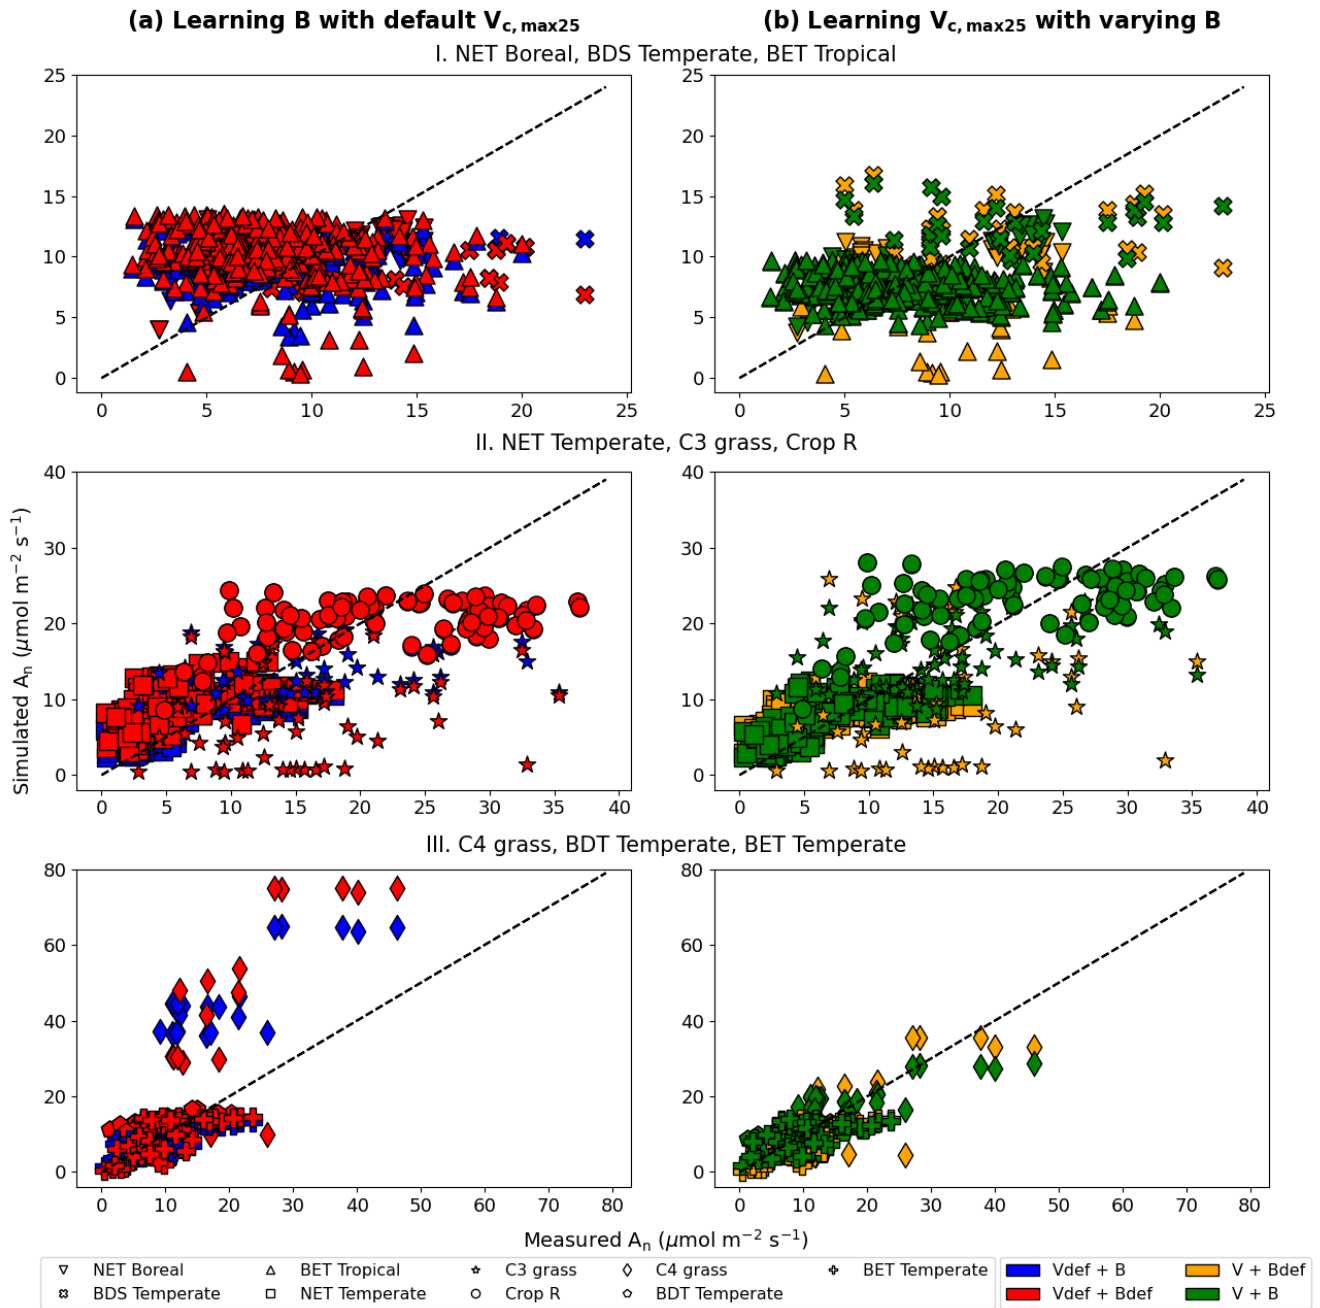 (a) Learning B with default V_c,max25
(b) Learning V_c,max25 with varying B
I. NET Boreal, BDS Temperate, BET Tropical
25
20
15
10
5
0
0 5 10 15 20 25
25
20
15
10
5
0
0 5 10 15 20 25
II. NET Temperate, C3 grass, Crop R
Simulated A_n (μmol m⁻² s⁻¹)
40
30
20
10
0
0 5 10 15 20 25 30 35 40
40
30
20
10
0
0 5 10 15 20 25 30 35 40
III. C4 grass, BDT Temperate, BET Temperate
80
60
40
20
0
0 10 20 30 40 50 60 70 80
80
60
40
20
0
0 10 20 30 40 50 60 70 80
Measured A_n (μmol m⁻² s⁻¹)
NET Boreal BET Tropical C3 grass C4 grass BET Temperate
BDS Temperate NET Temperate Crop R BDT Temperate
Vdef + B V + Bdef
Vdef + Bdef V + B